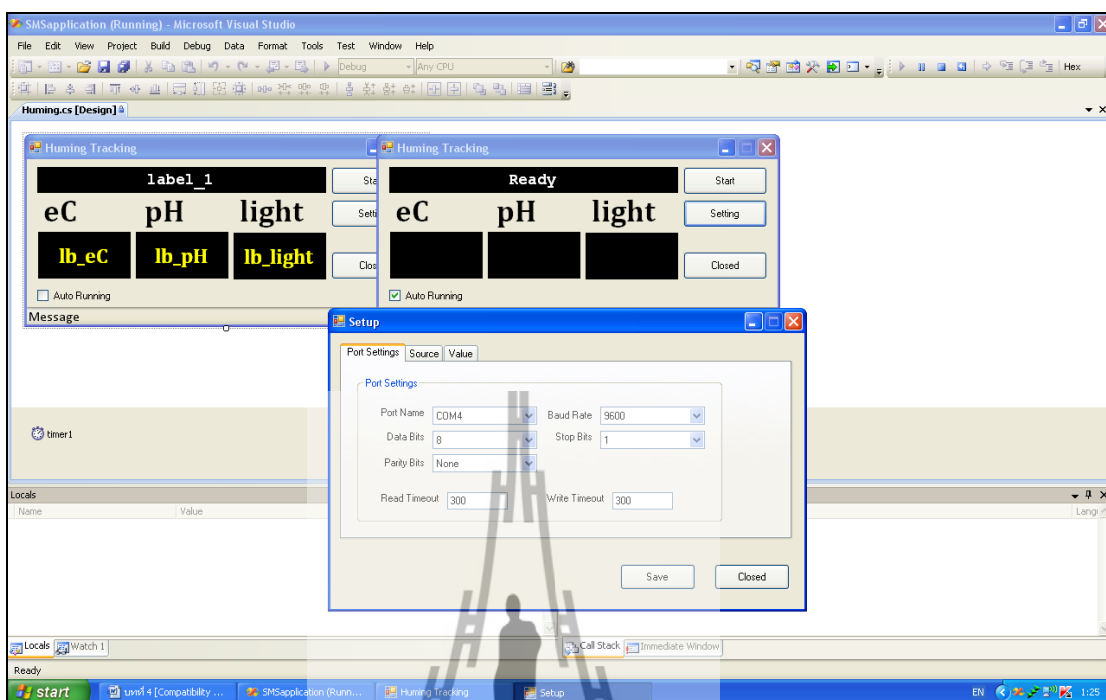 SMSapplication (Running) - Microsoft Visual Studio
File Edit View Project Build Debug Data Format Tools Test Window Help
Debug Any CPU Hex
Huming.cs [Design]
Huming Tracking
label_1
eC pH light
lb_eC lb_pH lb_light
Auto Running
Message
Huming Tracking
Ready Start
eC pH light Setting
Closed
Auto Running
Setup
Port Settings Source Value
Port Settings
Port Name COM4 Baud Rate 9600
Data Bits 8 Stop Bits 1
Parity Bits None
Read Timeout 300 Write Timeout 300
Save Closed
timer1
Locals
Name Value
Locals Watch 1 Call Stack Immediate Window
Ready
start บทที่ 4 [Compatibility ... SMSapplication (Runn... Huming Tracking Setup EN 1:25